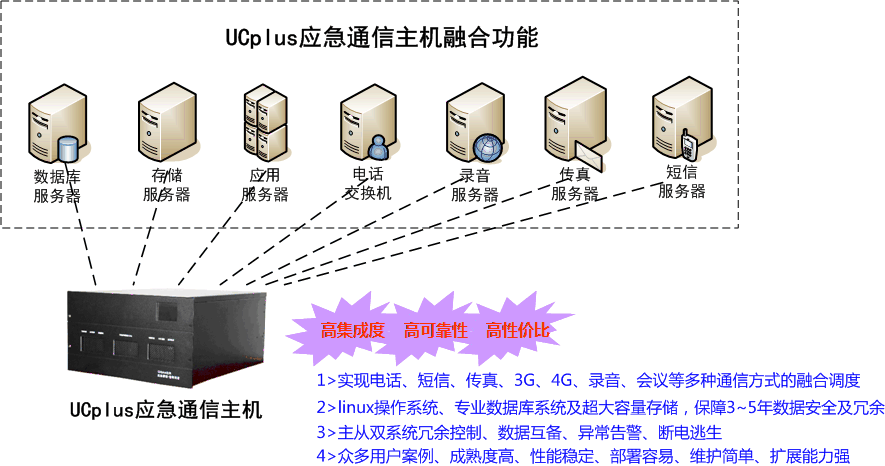 UCplus应急通信主机融合功能
数据库
服务器
存储
服务器
应用
服务器
电话
交换机
录音
服务器
传真
服务器
短信
服务器
高集成度
高可靠性
高性价比
UCplus应急通信主机
1>实现电话、短信、传真、3G、4G、录音、会议等多种通信方式的融合调度
2>linux操作系统、专业数据库系统及超大容量存储，保障3~5年数据安全及冗余
3>主从双系统冗余控制、数据互备、异常告警、断电逃生
4>众多用户案例、成熟度高、性能稳定、部署容易、维护简单、扩展能力强